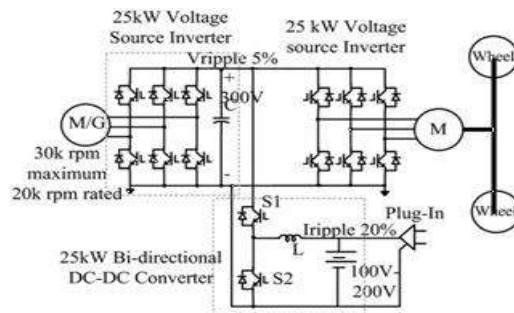 25kW Voltage
Source Inverter
25 kW Voltage
source Inverter
Vripple 5%
Wheel
+
C
300V
-
M/G
M
30k rpm
maximum
20k rpm rated
S1
Plug-In
Iripple 20%
L
25kW Bi-directional
DC-DC Converter
S2
100V-
200V
Wheel